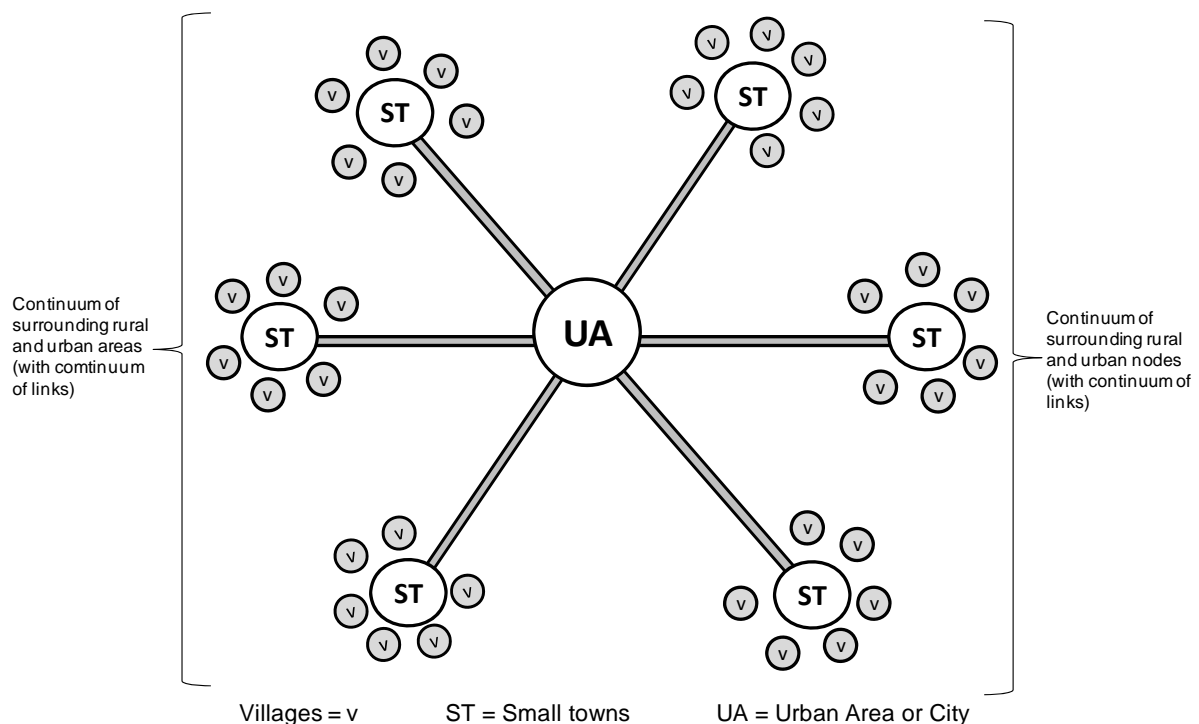 v
v
v
ST
v
v
v
v
v
v
v
ST
v
v
Continuum of
surrounding rural
and urban areas
(with comtinuum
of links)
v
v
v
ST
v
v
v
UA
v
v
v
ST
v
v
v
Continuum of
surrounding rural
and urban nodes
(with continuum of
links)
v
v
v
ST
v
v
v
v
v
v
ST
v
v
v
Villages = v
ST = Small towns
UA = Urban Area or City